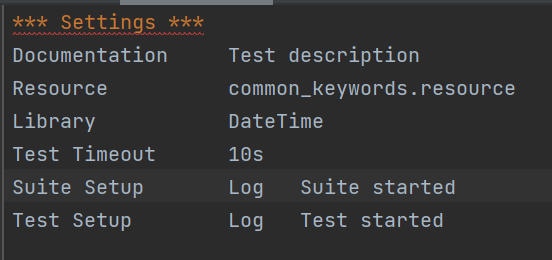 *** Settings ***
Documentation     Test description
Resource          common_keywords.resource
Library           DateTime
Test Timeout      10s
Suite Setup       Log   Suite started
Test Setup        Log   Test started